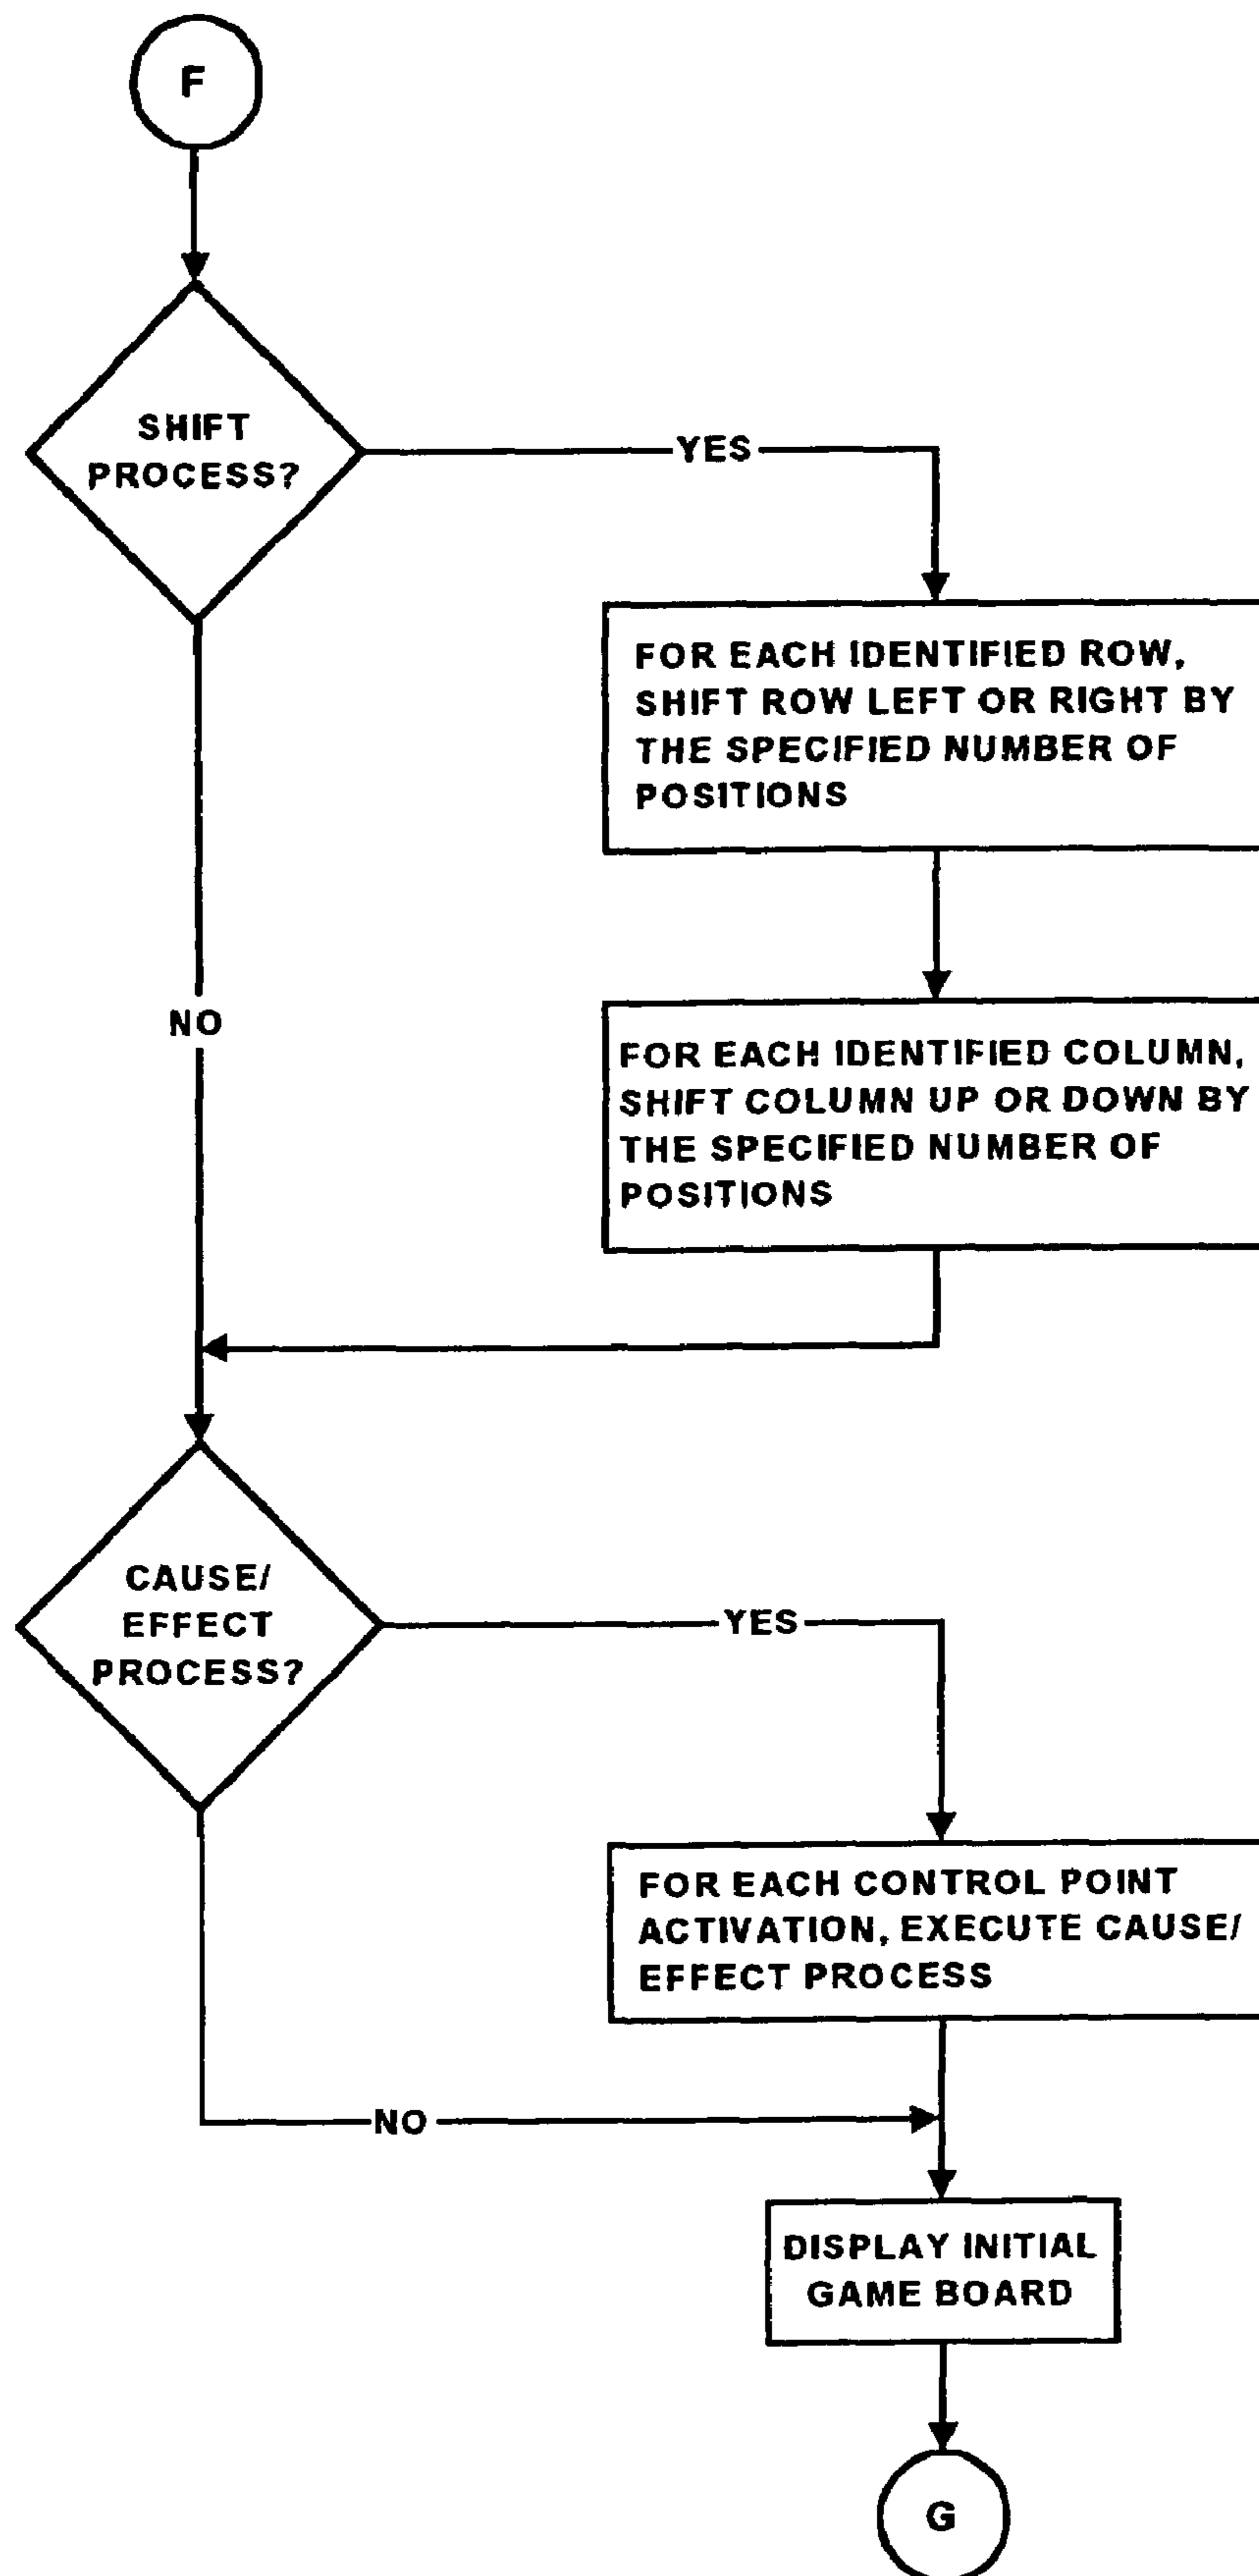 F
SHIFT
PROCESS?
YES
FOR EACH IDENTIFIED ROW,
SHIFT ROW LEFT OR RIGHT BY
THE SPECIFIED NUMBER OF
POSITIONS
NO
FOR EACH IDENTIFIED COLUMN,
SHIFT COLUMN UP OR DOWN BY
THE SPECIFIED NUMBER OF
POSITIONS
CAUSE/
EFFECT
PROCESS?
YES
FOR EACH CONTROL POINT
ACTIVATION, EXECUTE CAUSE/
EFFECT PROCESS
NO
DISPLAY INITIAL
GAME BOARD
G